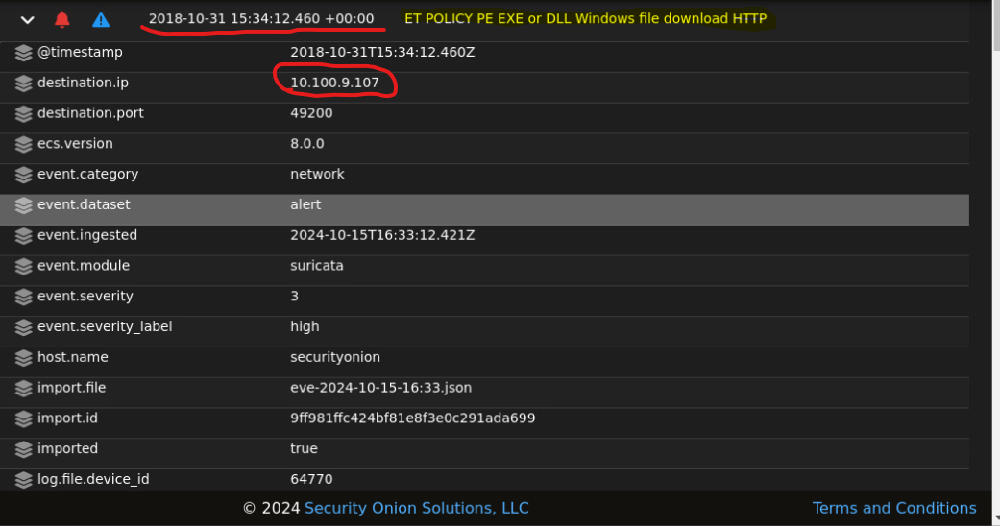 2018-10-31 15:34:12.460 +00:00 ET POLICY PE EXE or DLL Windows file download HTTP
@timestamp 2018-10-31T15:34:12.460Z
destination.ip 10.100.9.107
destination.port 49200
ecs.version 8.0.0
event.category network
event.dataset alert
event.ingested 2024-10-15T16:33:12.421Z
event.module suricata
event.severity 3
event.severity_label high
host.name securityonion
import.file eve-2024-10-15-16:33.json
import.id 9ff981ffc424bf81e8f3e0c291ada699
imported true
log.file.device_id 64770
© 2024 Security Onion Solutions, LLC Terms and Conditions